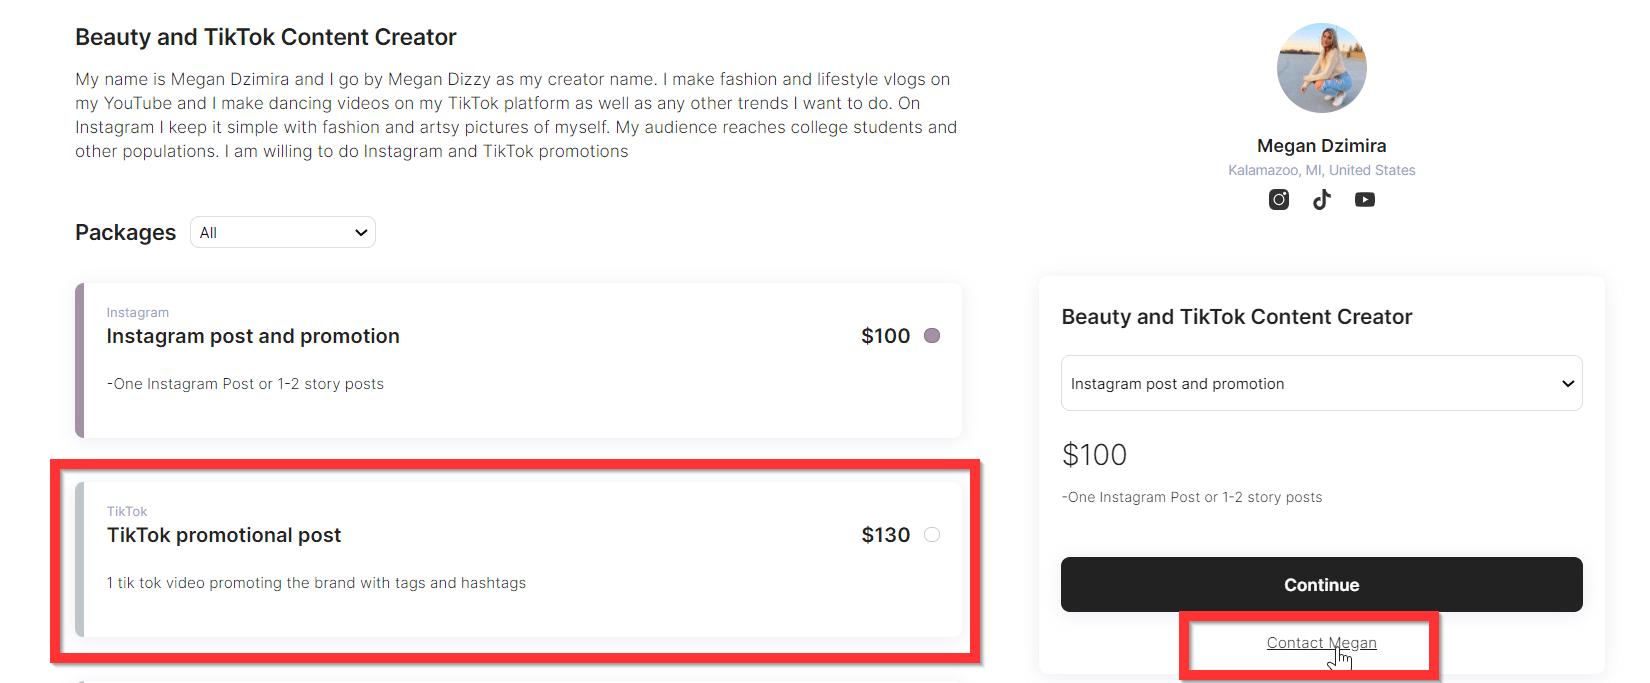 Beauty and TikTok Content Creator
My name is Megan Dzimira and I go by Megan Dizzy as my creator name. I make fashion and lifestyle vlogs on
my YouTube and I make dancing videos on my TikTok platform as well as any other trends I want to do. On
Instagram I keep it simple with fashion and artsy pictures of myself. My audience reaches college students and
other populations. I am willing to do Instagram and TikTok promotions
Packages All
Instagram
Instagram post and promotion $100
-One Instagram Post or 1-2 story posts
TikTok
TikTok promotional post $130
1 tik tok video promoting the brand with tags and hashtags
Megan Dzimira
Kalamazoo, MI, United States
Beauty and TikTok Content Creator
Instagram post and promotion
$100
-One Instagram Post or 1-2 story posts
Continue
Contact Megan